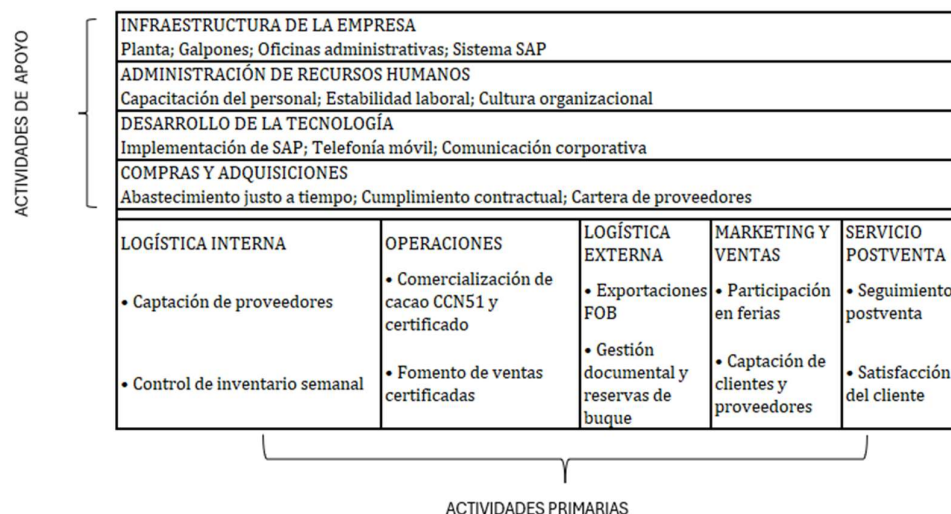 ACTIVIDADES DE APOYO
INFRAESTRUCTURA DE LA EMPRESA
Planta; Galpones; Oficinas administrativas; Sistema SAP
ADMINISTRACIÓN DE RECURSOS HUMANOS
Capacitación del personal; Estabilidad laboral; Cultura organizacional
DESARROLLO DE LA TECNOLOGÍA
Implementación de SAP; Telefonía móvil; Comunicación corporativa
COMPRAS Y ADQUISICIONES
Abastecimiento justo a tiempo; Cumplimiento contractual; Cartera de proveedores
LOGÍSTICA INTERNA
• Captación de proveedores
• Control de inventario semanal
OPERACIONES
• Comercialización de
cacao CCN51 y
certificado
• Fomento de ventas
certificadas
LOGÍSTICA
EXTERNA
• Exportaciones
FOB
• Gestión
documental y
reservas de
buque
MARKETING Y
VENTAS
• Participación
en ferias
• Captación de
clientes y
proveedores
SERVICIO
POSTVENTA
• Seguimiento
postventa
• Satisfacción
del cliente
ACTIVIDADES PRIMARIAS